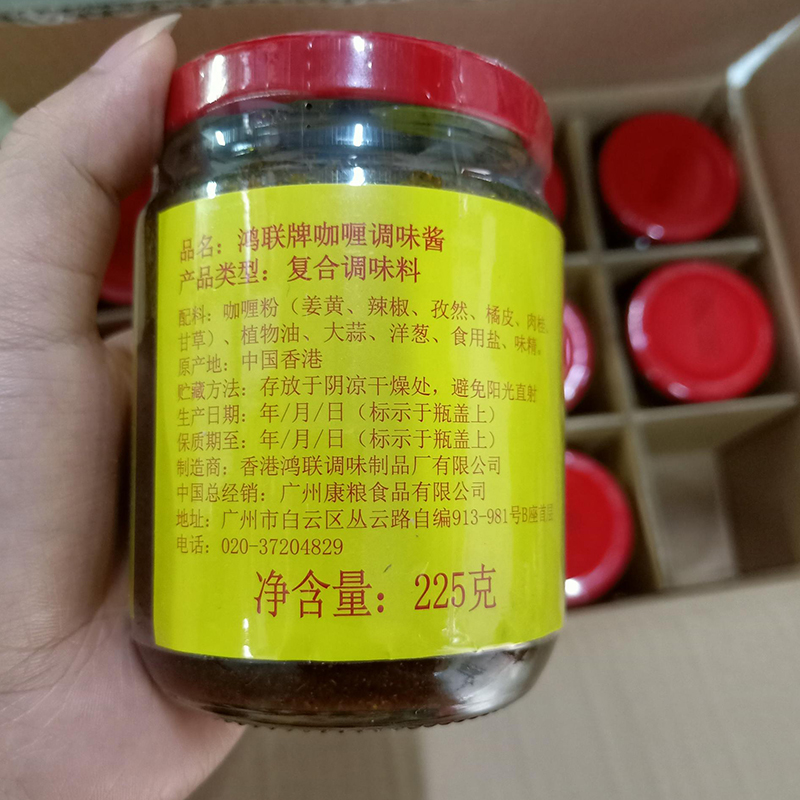 品名：鸿联牌咖喱调味酱
产品类型：复合调味料
配料：咖喱粉（姜黄、辣椒、孜然、橘皮、肉桂、
甘草）、植物油、大蒜、洋葱、食用盐、味精。
原产地：中国香港
贮藏方法：存放于阴凉干燥处，避免阳光直射
生产日期：年/月/日（标示于瓶盖上）
保质期至：年/月/日（标示于瓶盖上）
制造商：香港鸿联调味制品厂有限公司
中国总经销：广州康粮食品有限公司
地址：广州市白云区丛云路自编913-981号B座首层
电话：020-37204829
净含量：225克